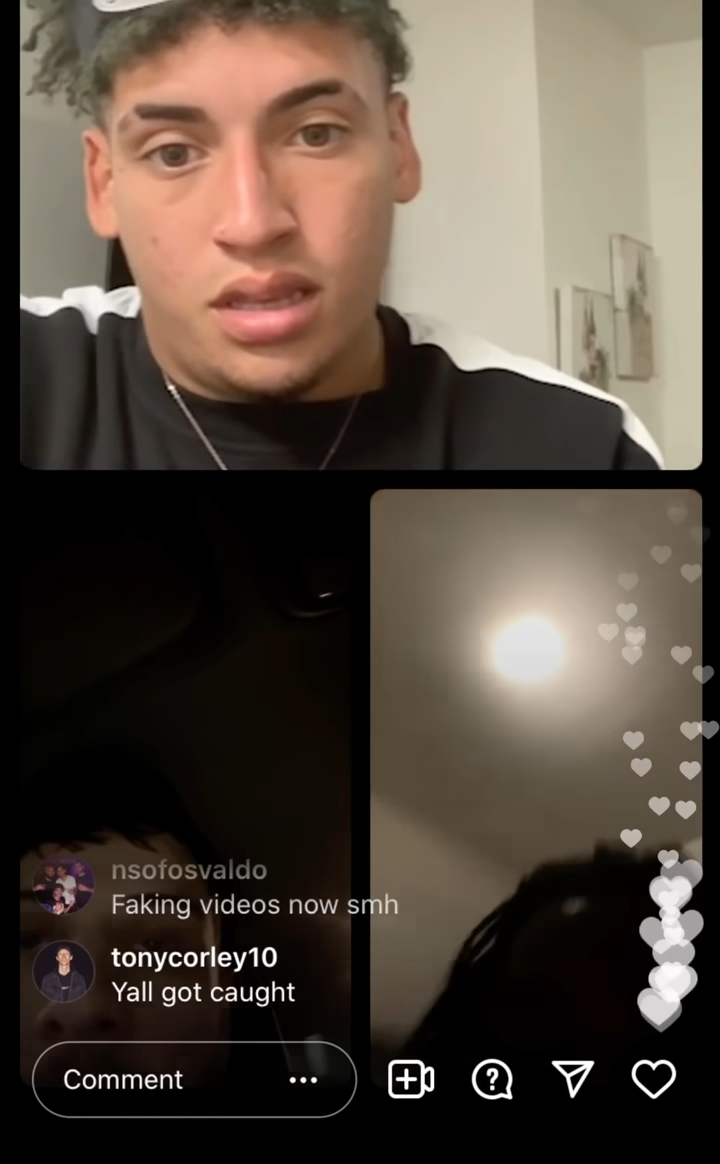 nsofosvaldo
Faking videos now smh
tonycorley10
Yall got caught
Comment